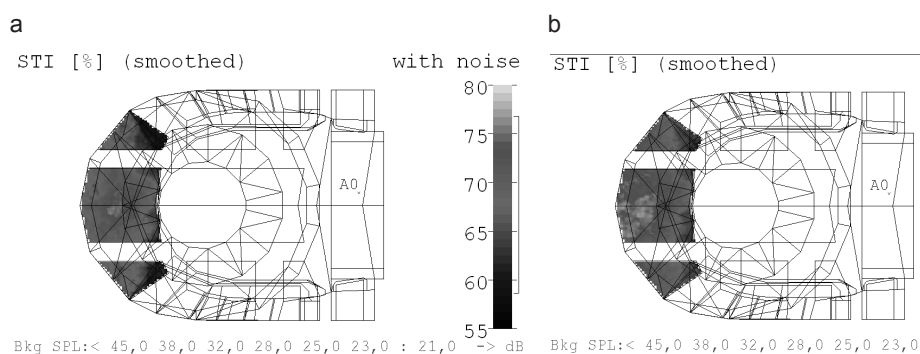 a
STI [%] (smoothed) with noise
80
75
70
65
60
55
A0
Bkg SPL:< 45,0 38,0 32,0 28,0 25,0 23,0 : 21,0 -> dB
b
STI [%] (smoothed)
A0
Bkg SPL:< 45,0 38,0 32,0 28,0 25,0 23,0